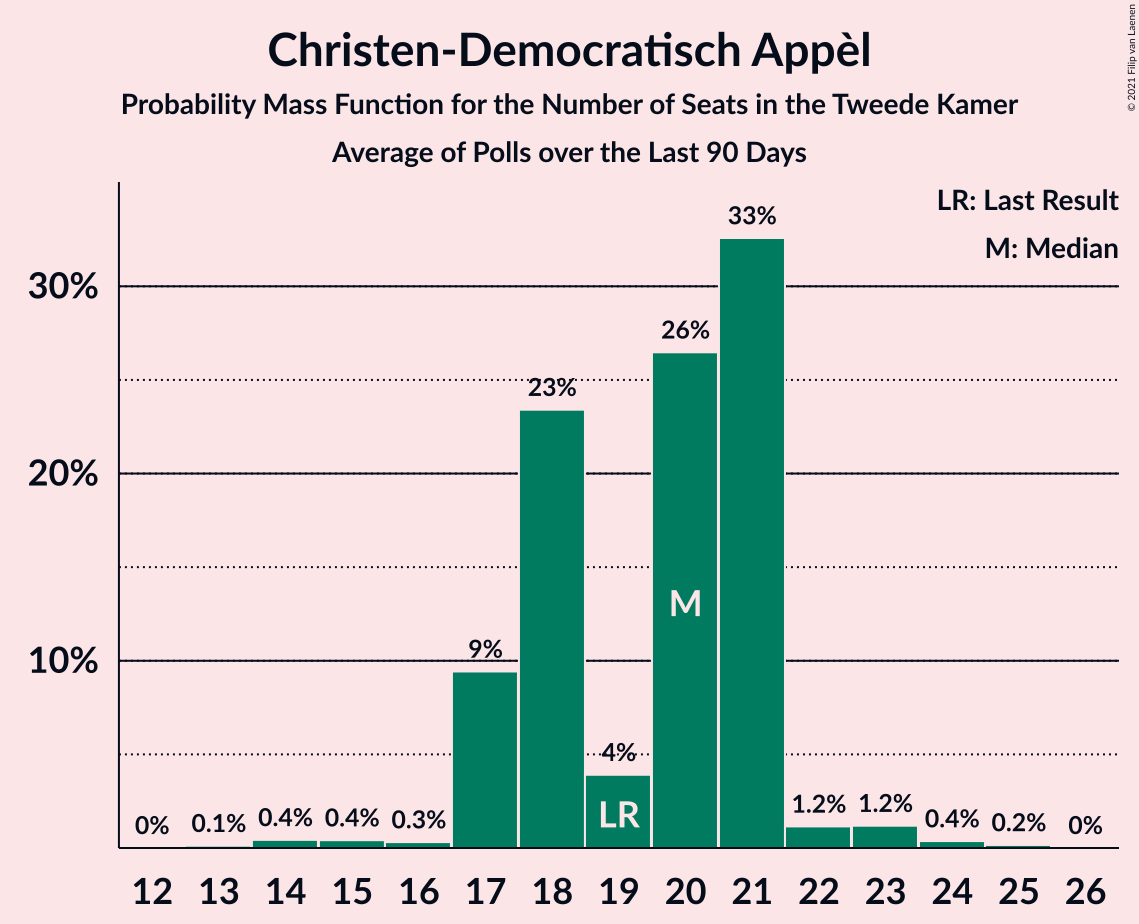 Christen-Democratisch Appèl
Probability Mass Function for the Number of Seats in the Tweede Kamer
Average of Polls over the Last 90 Days
© 2021 Filip van Laenen
LR: Last Result
M: Median
33%
30%
26%
23%
20%
M
10%
9%
4%
LR
0% 0.1% 0.4% 0.4% 0.3% 1.2% 1.2% 0.4% 0.2% 0%
12 13 14 15 16 17 18 19 20 21 22 23 24 25 26